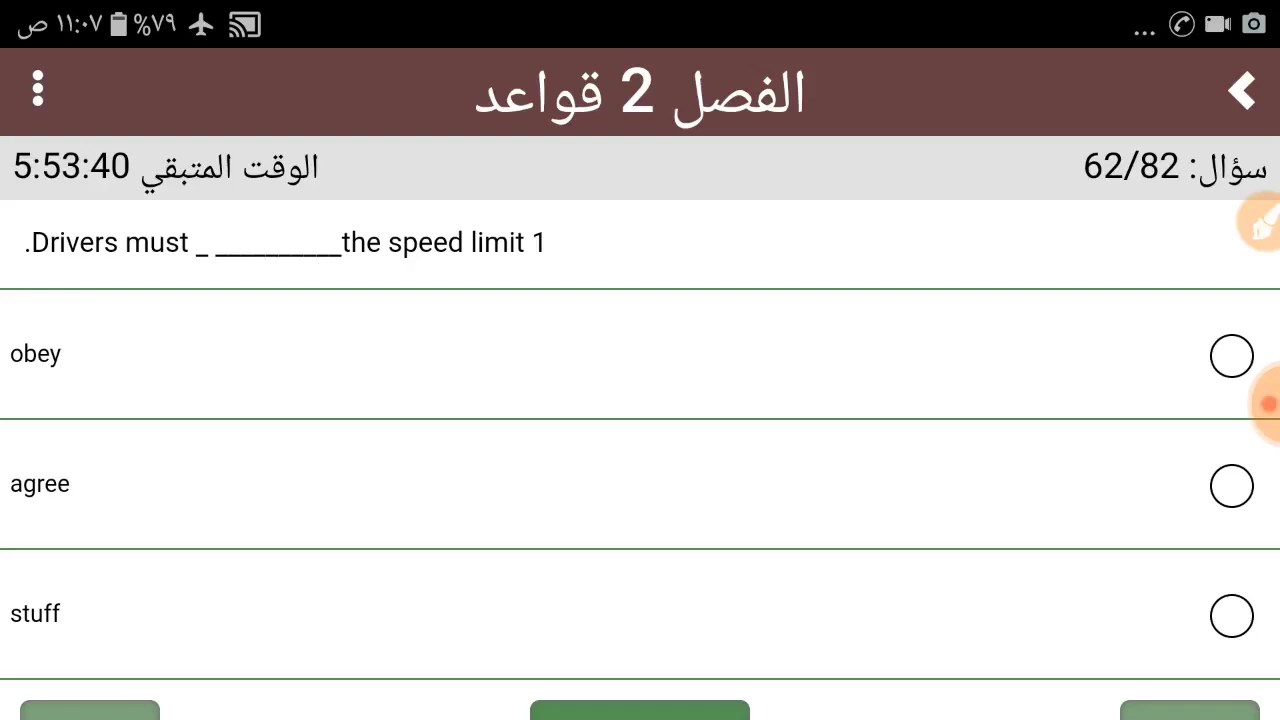 ١١:٠٧ ص %٧٩
الفصل 2 قواعد
سؤال: 62/82
الوقت المتبقي 5:53:40
.Drivers must _ __________the speed limit 1
obey
agree
stuff